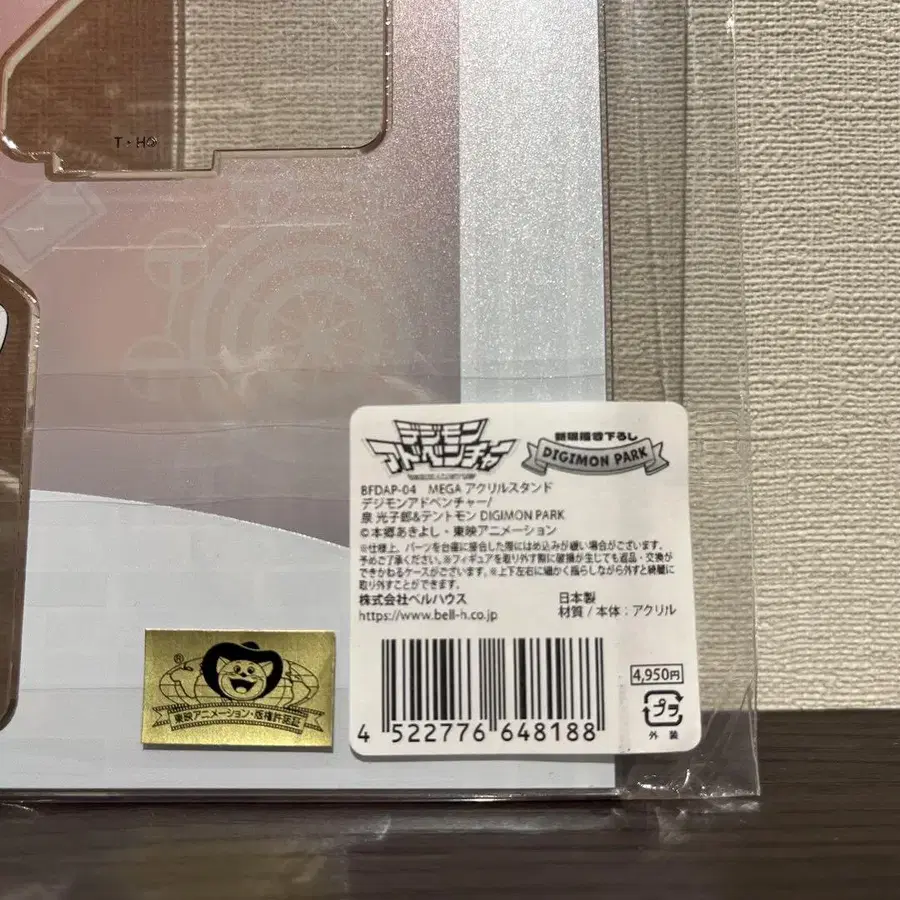 T・H
デジモン
アドベンチャー
新規描き下ろし
DIGIMON PARK
BFDAP-04 MEGA アクリルスタンド
デジモンアドベンチャー/
泉 光子郎&テントモン DIGIMON PARK
©本郷あきよし・東映アニメーション
※仕様上、パーツを台座に接合した際にはめ込みが緩い場合がございます。
予めご了承ください。※フィギュアを取り外す際に破損が生じても返品・交換が
できかねるケースがございます。※上下左右に細かく揺らしながら外すと綺麗に
取り外すことができます。
株式会社ベルハウス 日本製
https://www.bell-h.co.jp 材質 / 本体:アクリル
4,950円
プラ
外装
4 522776 648188
®
東映アニメーション・版権許諾証